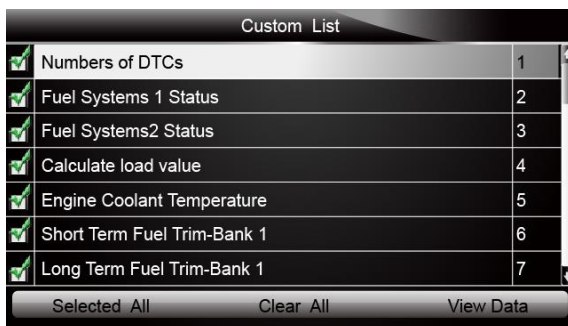 Custom List
Numbers of DTCs 1
Fuel Systems 1 Status 2
Fuel Systems2 Status 3
Calculate load value 4
Engine Coolant Temperature 5
Short Term Fuel Trim-Bank 1 6
Long Term Fuel Trim-Bank 1 7
Selected All Clear All View Data